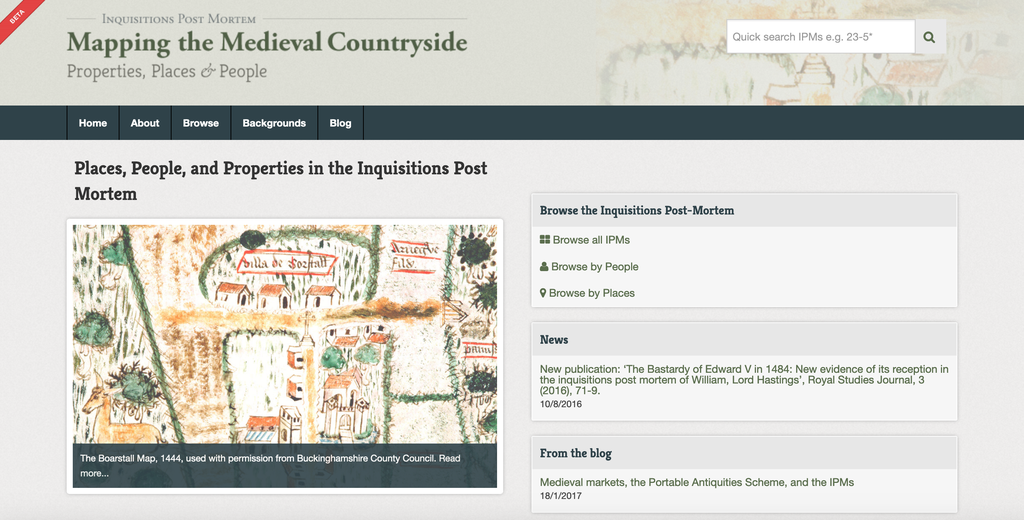 BETA
Inquisitions Post Mortem
Mapping the Medieval Countryside
Properties, Places & People
Quick search IPMs e.g. 23-5*
Home
About
Browse
Backgrounds
Blog
Places, People, and Properties in the Inquisitions Post
Mortem
villa de
The Boarstall Map, 1444, used with permission from Buckinghamshire County Council. Read
more...
Browse the Inquisitions Post-Mortem
Browse all IPMs
Browse by People
Browse by Places
News
New publication: ‘The Bastardy of Edward V in 1484: New evidence of its reception in
the inquisitions post mortem of William, Lord Hastings’, Royal Studies Journal, 3
(2016), 71-9.
10/8/2016
From the blog
Medieval markets, the Portable Antiquities Scheme, and the IPMs
18/1/2017